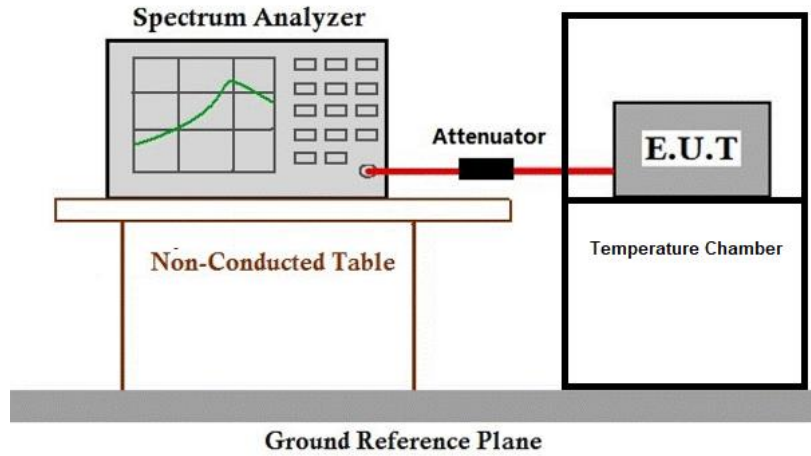 Spectrum Analyzer
Attenuator
E.U.T
Non-Conducted Table
Temperature Chamber
Ground Reference Plane